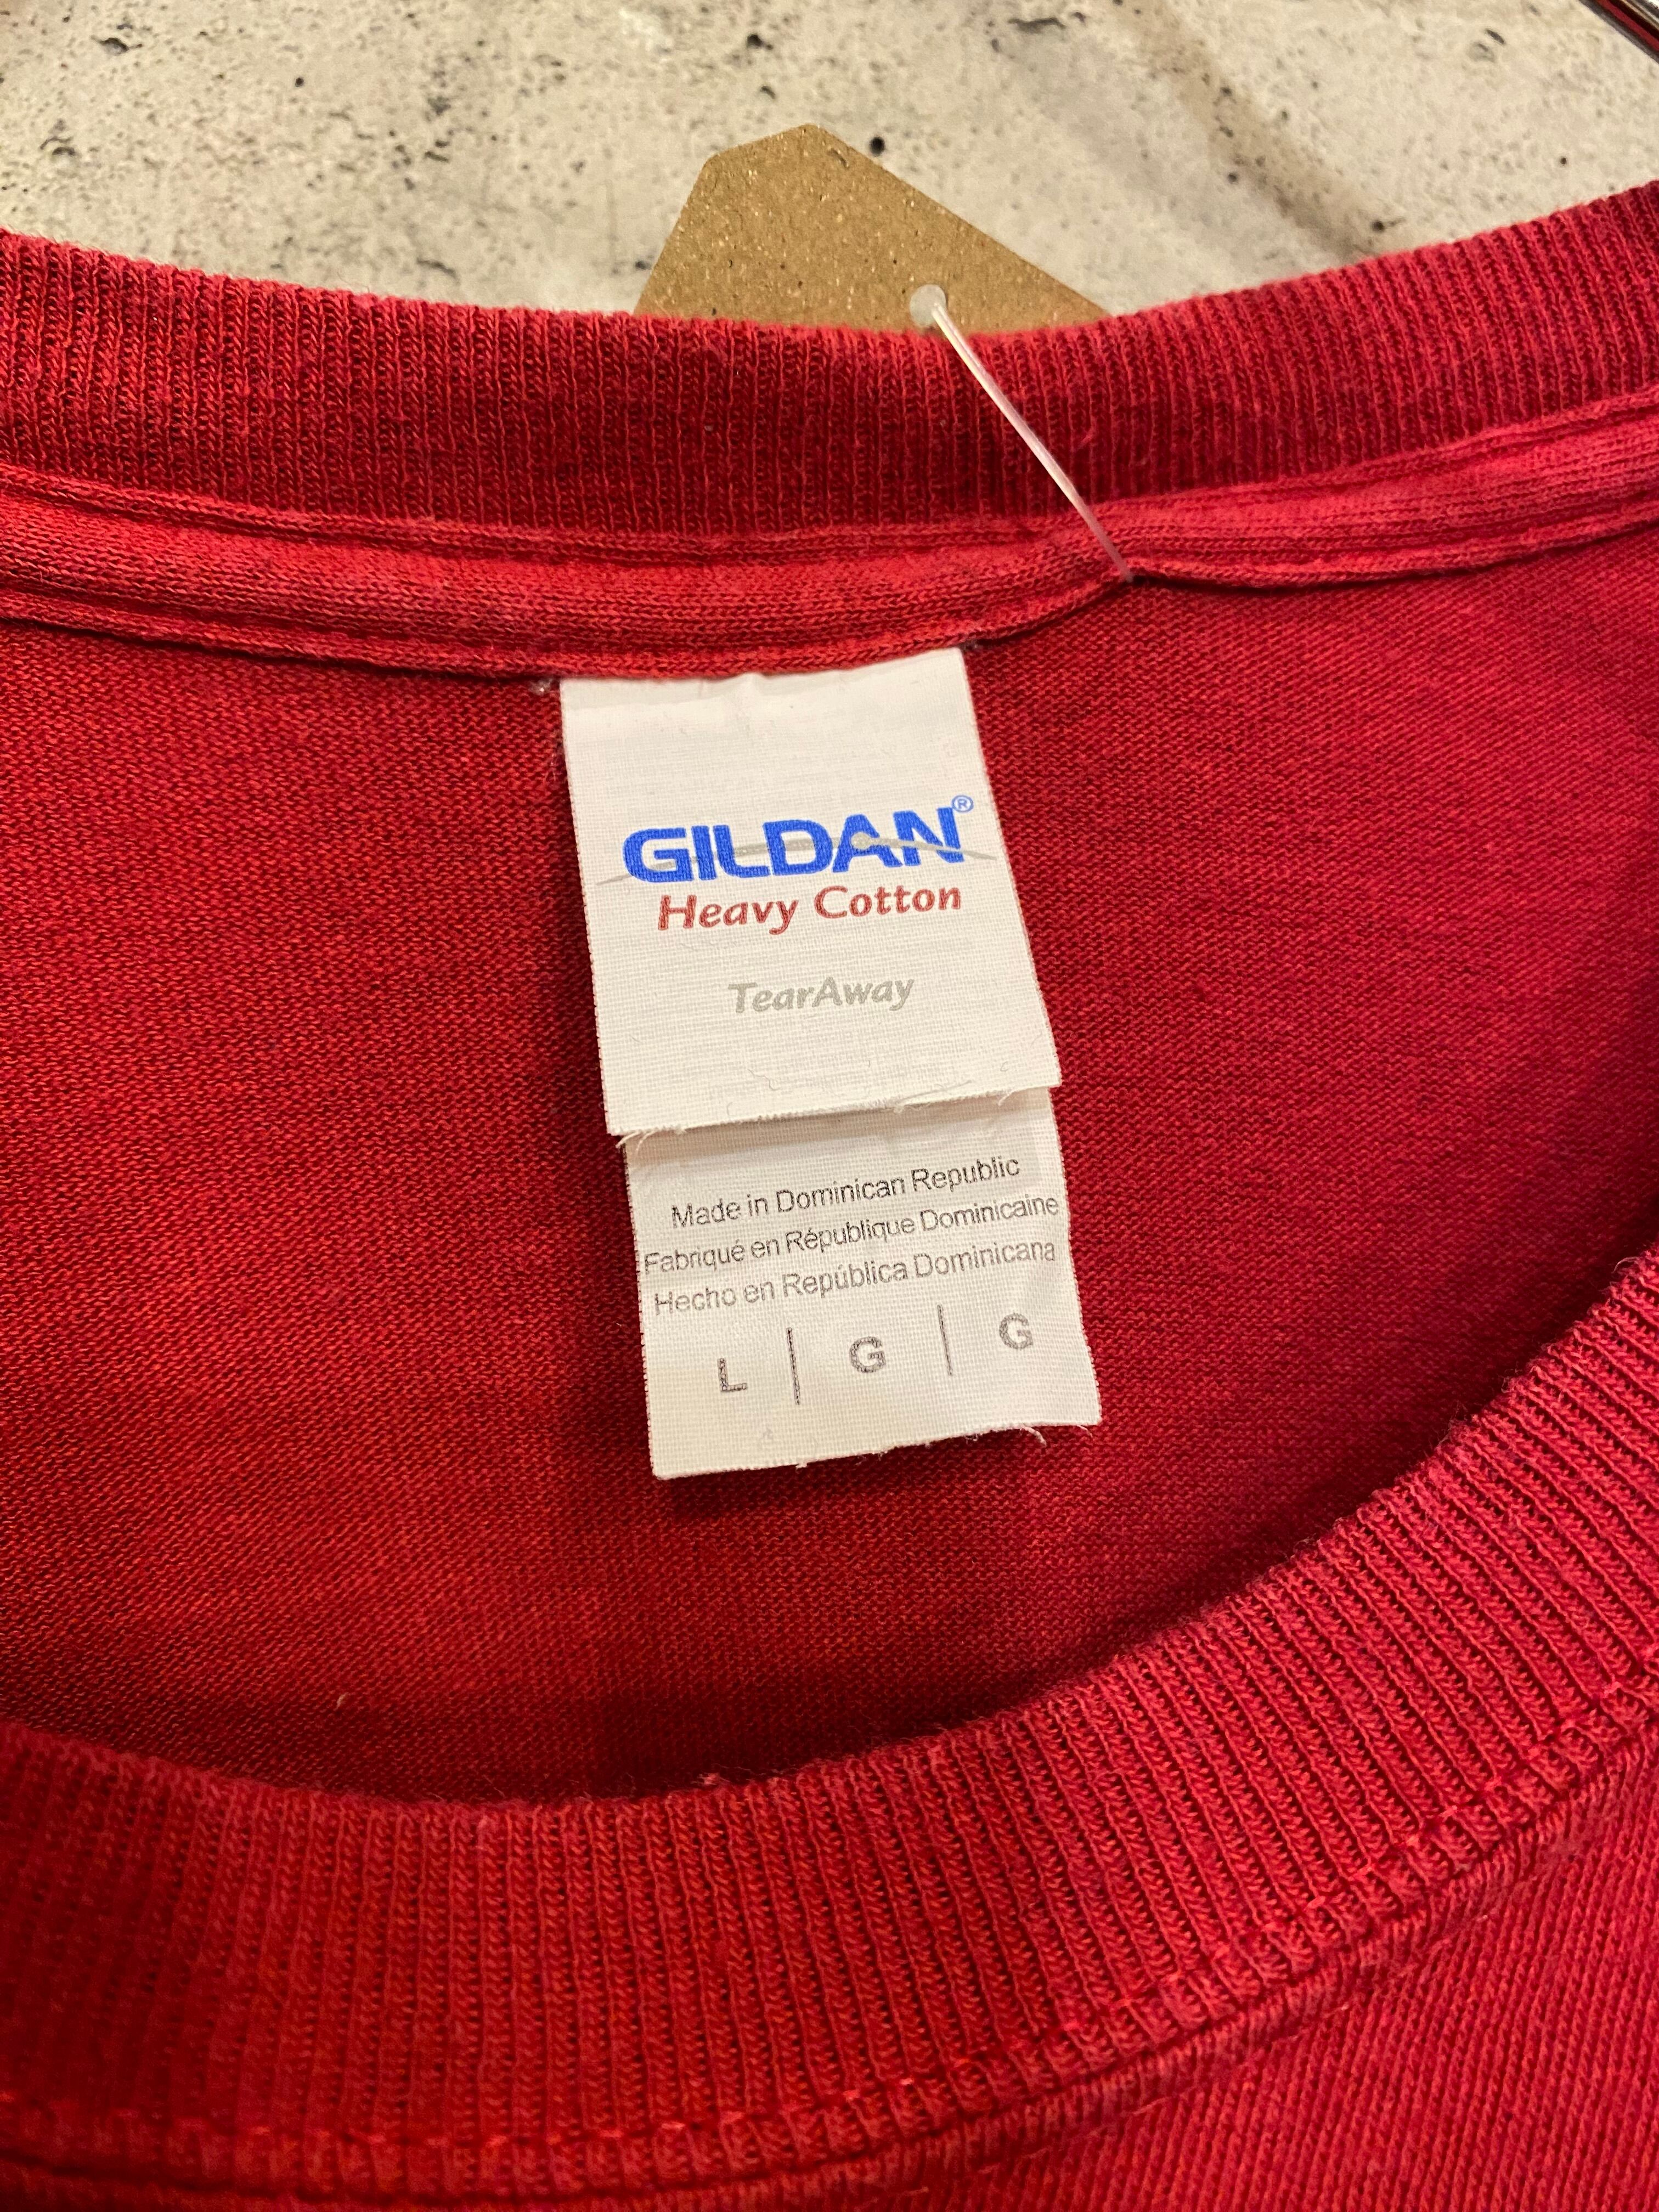 GILDAN®
Heavy Cotton
TearAway
Made in Dominican Republic
Fabriqué en République Dominicaine
Hecho en República Dominicana
L | G | G